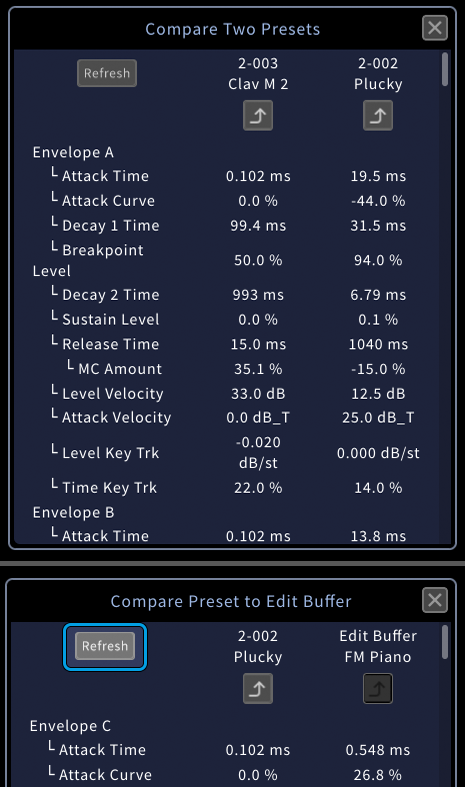 Compare Two Presets
Refresh
2-003 2-002
Clav M 2 Plucky
Envelope A
└ Attack Time 0.102 ms 19.5 ms
└ Attack Curve 0.0 % -44.0 %
└ Decay 1 Time 99.4 ms 31.5 ms
└ Breakpoint
Level 50.0 % 94.0 %
└ Decay 2 Time 993 ms 6.79 ms
└ Sustain Level 0.0 % 0.1 %
└ Release Time 15.0 ms 1040 ms
└ MC Amount 35.1 % -15.0 %
└ Level Velocity 33.0 dB 12.5 dB
└ Attack Velocity 0.0 dB_T 25.0 dB_T
└ Level Key Trk -0.020
dB/st 0.000 dB/st
└ Time Key Trk 22.0 % 14.0 %
Envelope B
└ Attack Time 0.102 ms 13.8 ms
Compare Preset to Edit Buffer
Refresh
2-002 Edit Buffer
Plucky FM Piano
Envelope C
└ Attack Time 0.102 ms 0.548 ms
└ Attack Curve 0.0 % 26.8 %